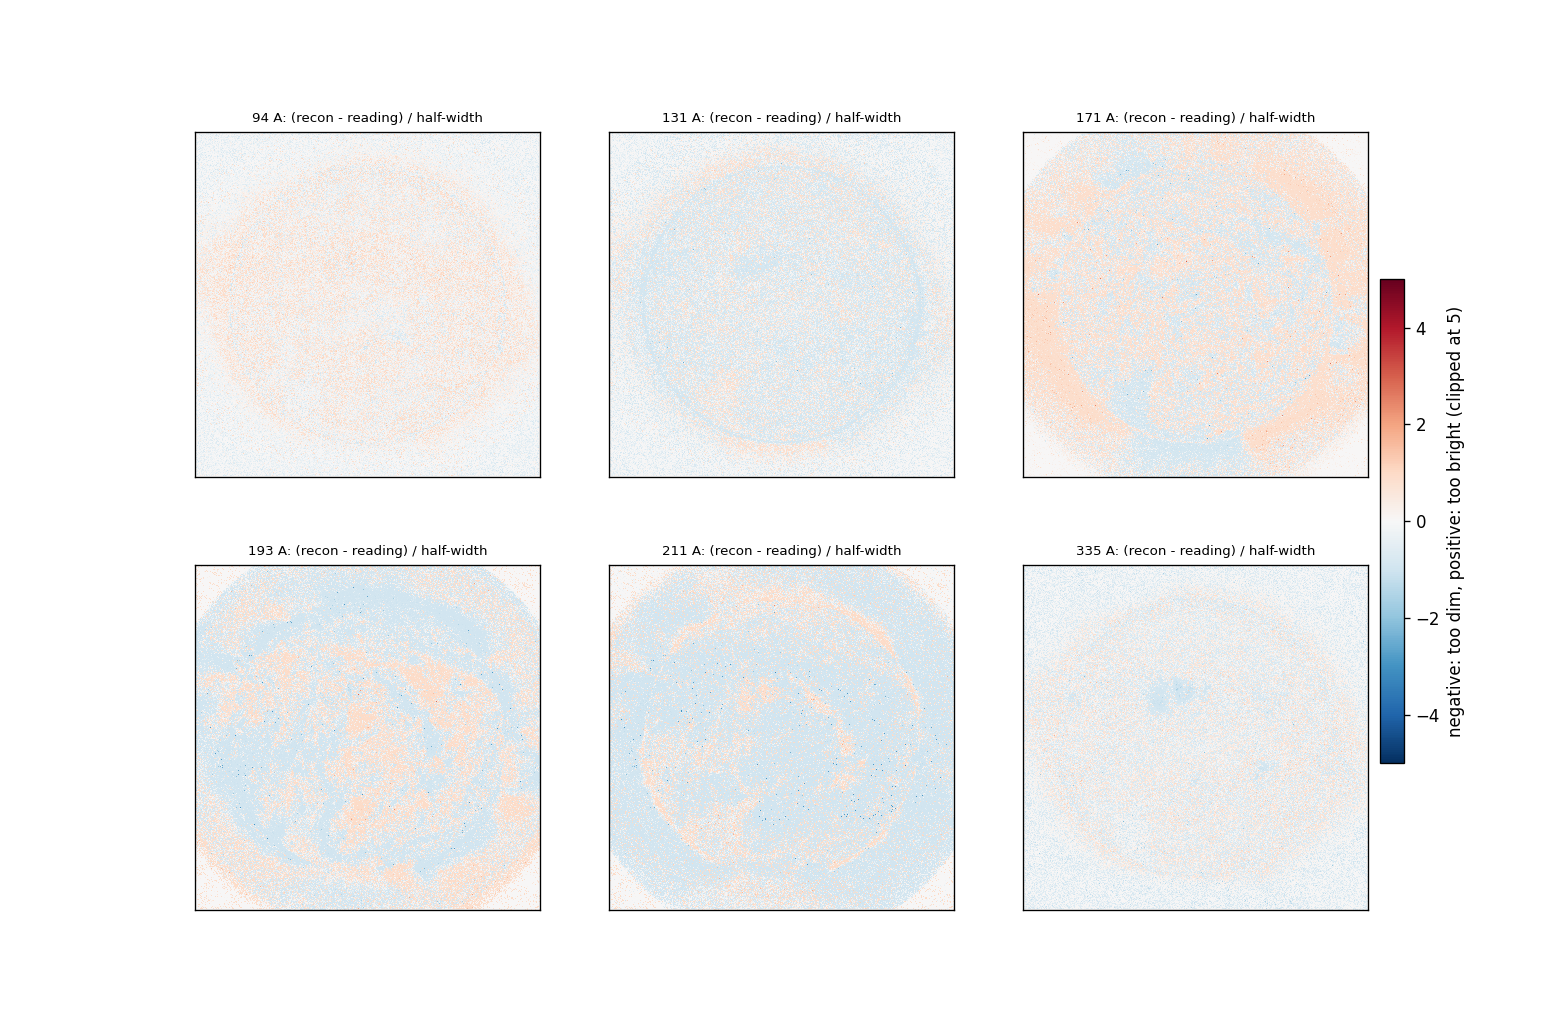 94 A: (recon - reading) / half-width
131 A: (recon - reading) / half-width
171 A: (recon - reading) / half-width
193 A: (recon - reading) / half-width
211 A: (recon - reading) / half-width
335 A: (recon - reading) / half-width
4
2
0
−2
−4
negative: too dim, positive: too bright (clipped at 5)